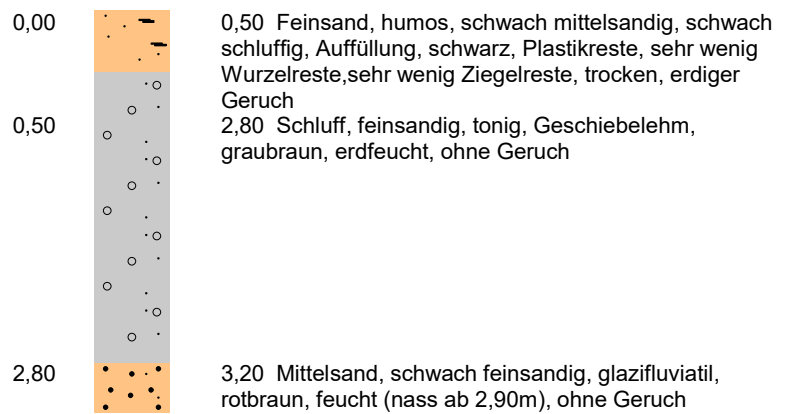 0,00
0,50 Feinsand, humos, schwach mittelsandig, schwach
schluffig, Auffüllung, schwarz, Plastikreste, sehr wenig
Wurzelreste,sehr wenig Ziegelreste, trocken, erdiger
Geruch
0,50
2,80 Schluff, feinsandig, tonig, Geschiebelehm,
graubraun, erdfeucht, ohne Geruch
2,80
3,20 Mittelsand, schwach feinsandig, glazifluviatil,
rotbraun, feucht (nass ab 2,90m), ohne Geruch